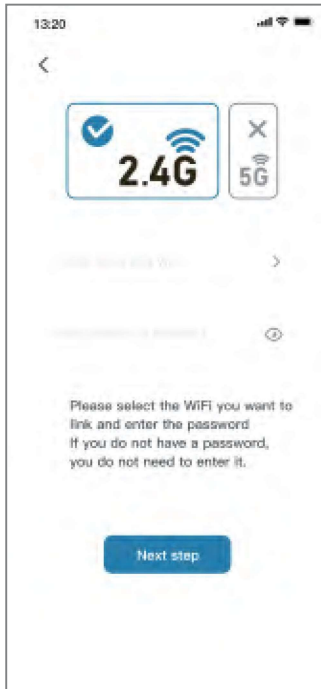 13:20
2.4G
5G
Please select the WiFi you want to
link and enter the password
If you do not have a password,
you do not need to enter it.
Next step